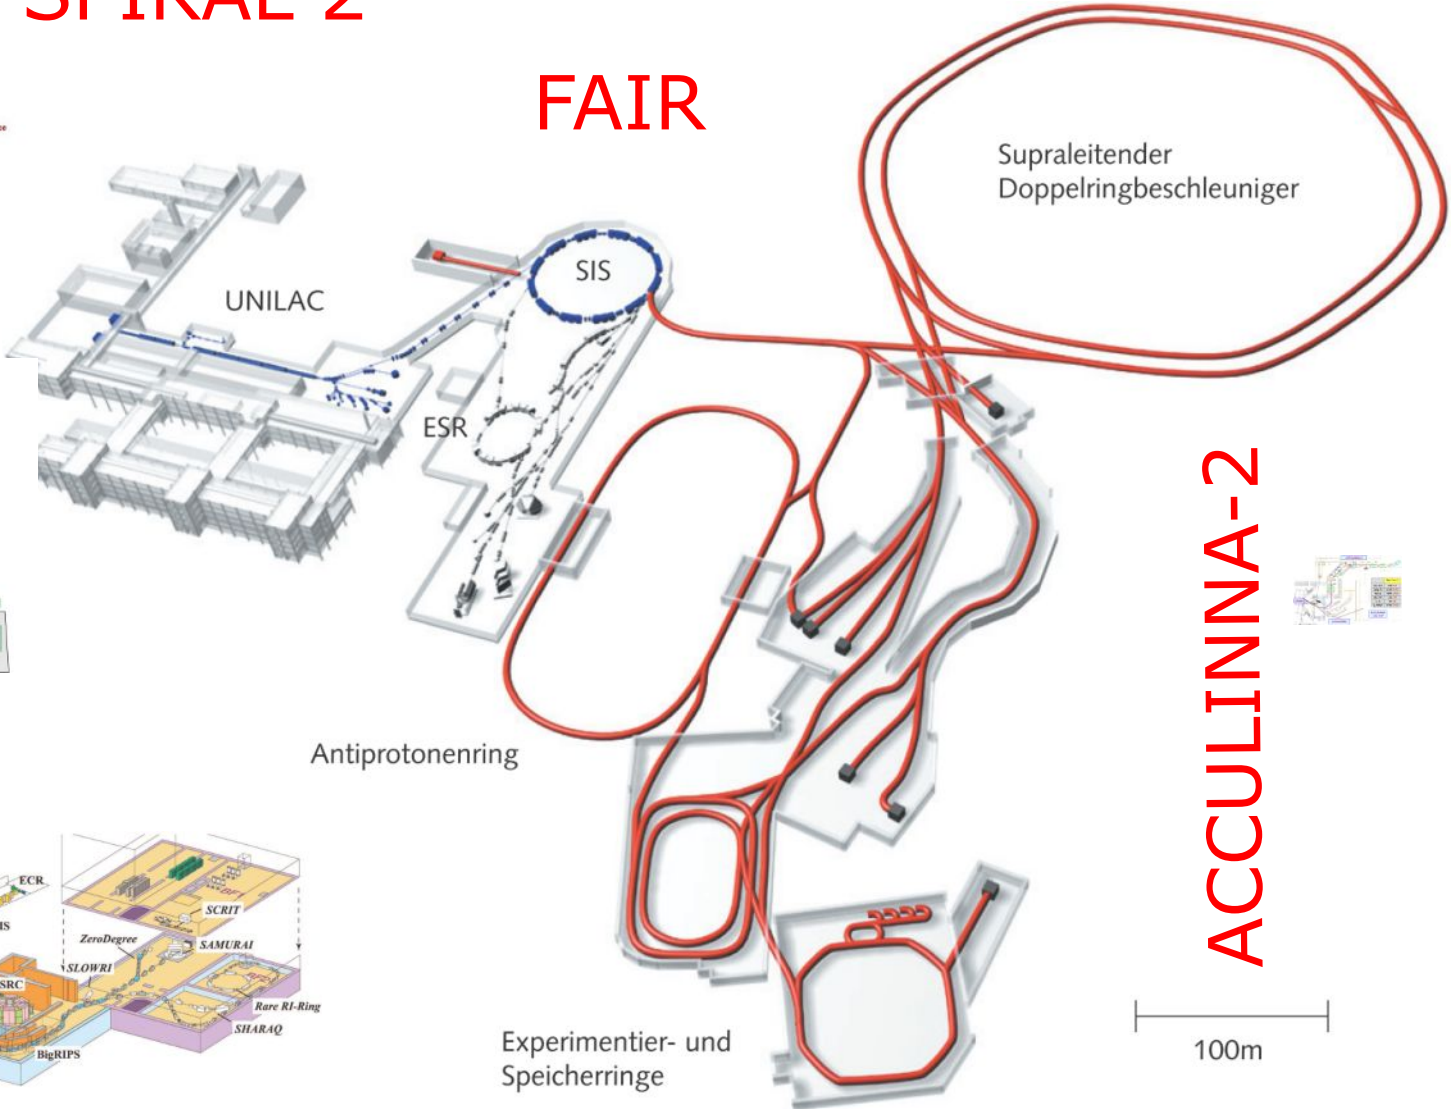 SPIRAL 2
FAIR
Supraleitender
Doppelringbeschleuniger
SIS
UNILAC
ESR
ACCULINNA-2
Antiprotonenring
ECR
SCRIT
ZeroDegree
SAMURAI
SLOWRI
SRC
Rare RI-Ring
SHARAQ
BigRIPS
Experimentier- und
Speicherringe
100m